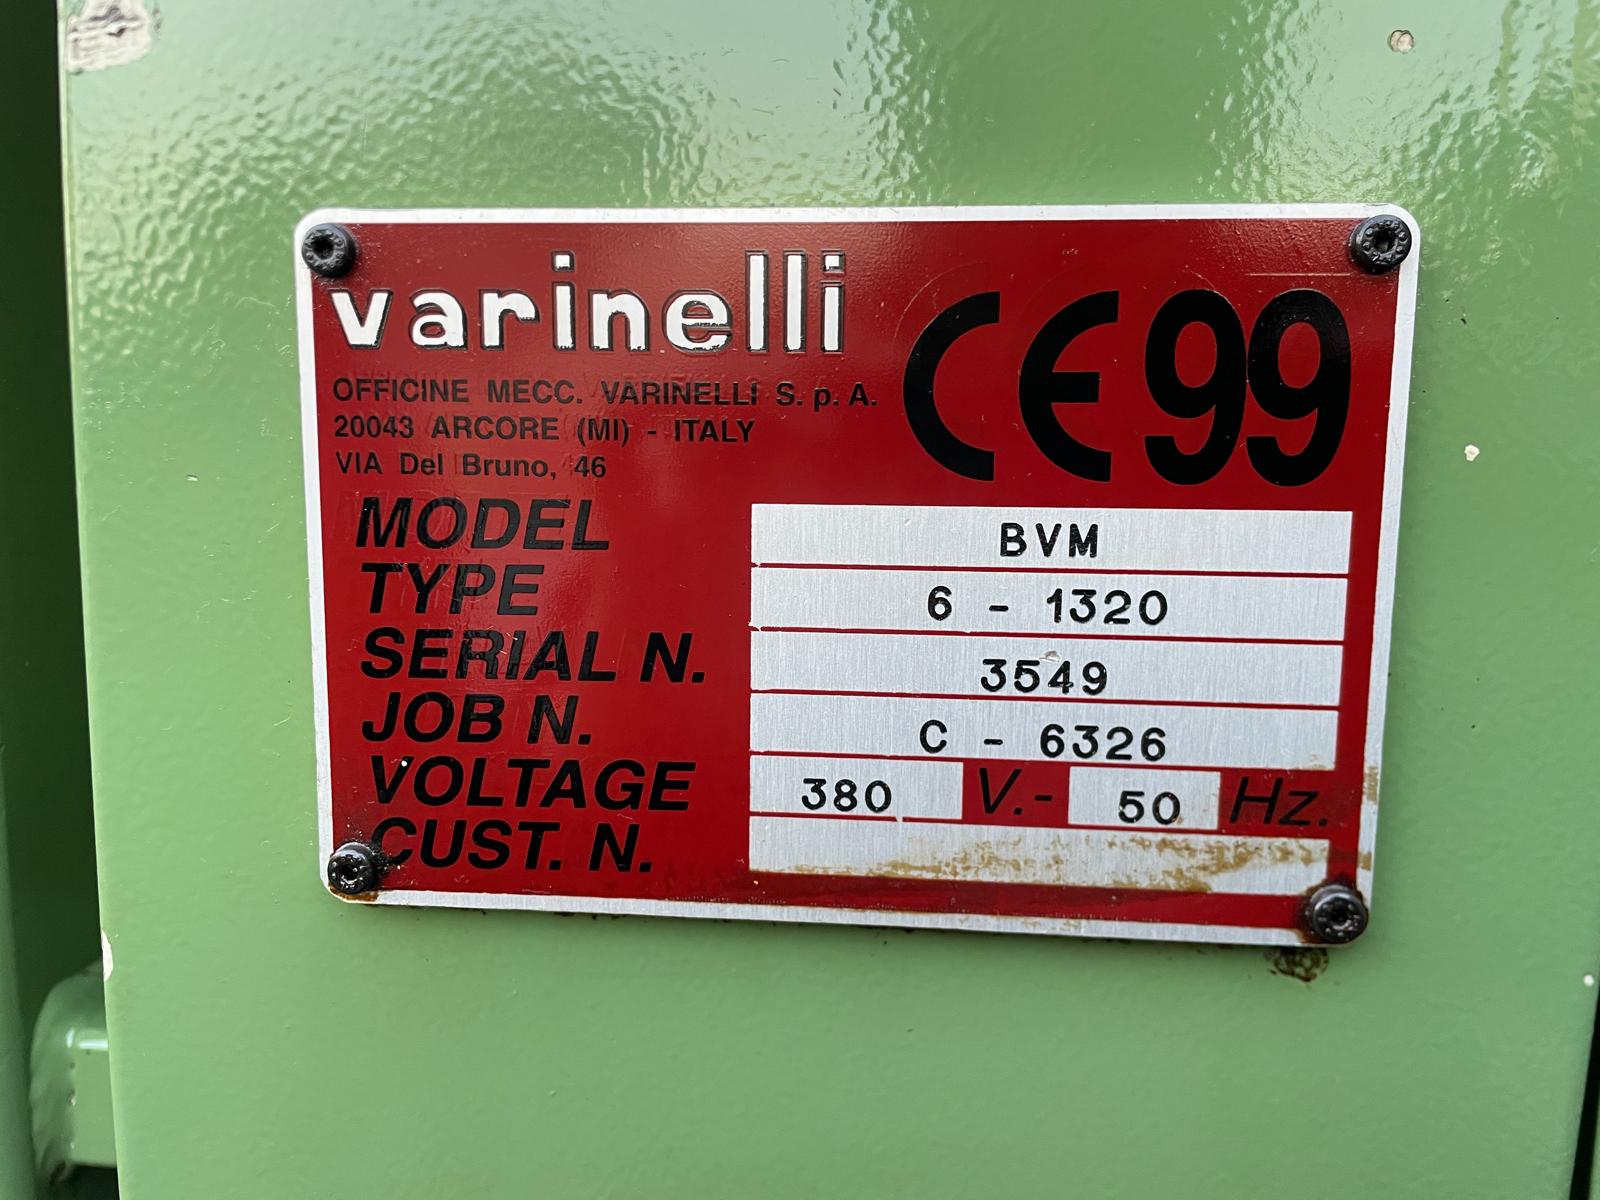 varinelli
CE99
OFFICINE MECC. VARINELLI S. p. A.
20043 ARCORE (MI) - ITALY
VIA Del Bruno, 46
MODEL BVM
TYPE 6 - 1320
SERIAL N. 3549
JOB N. C - 6326
VOLTAGE 380 V.- 50 Hz.
CUST. N.